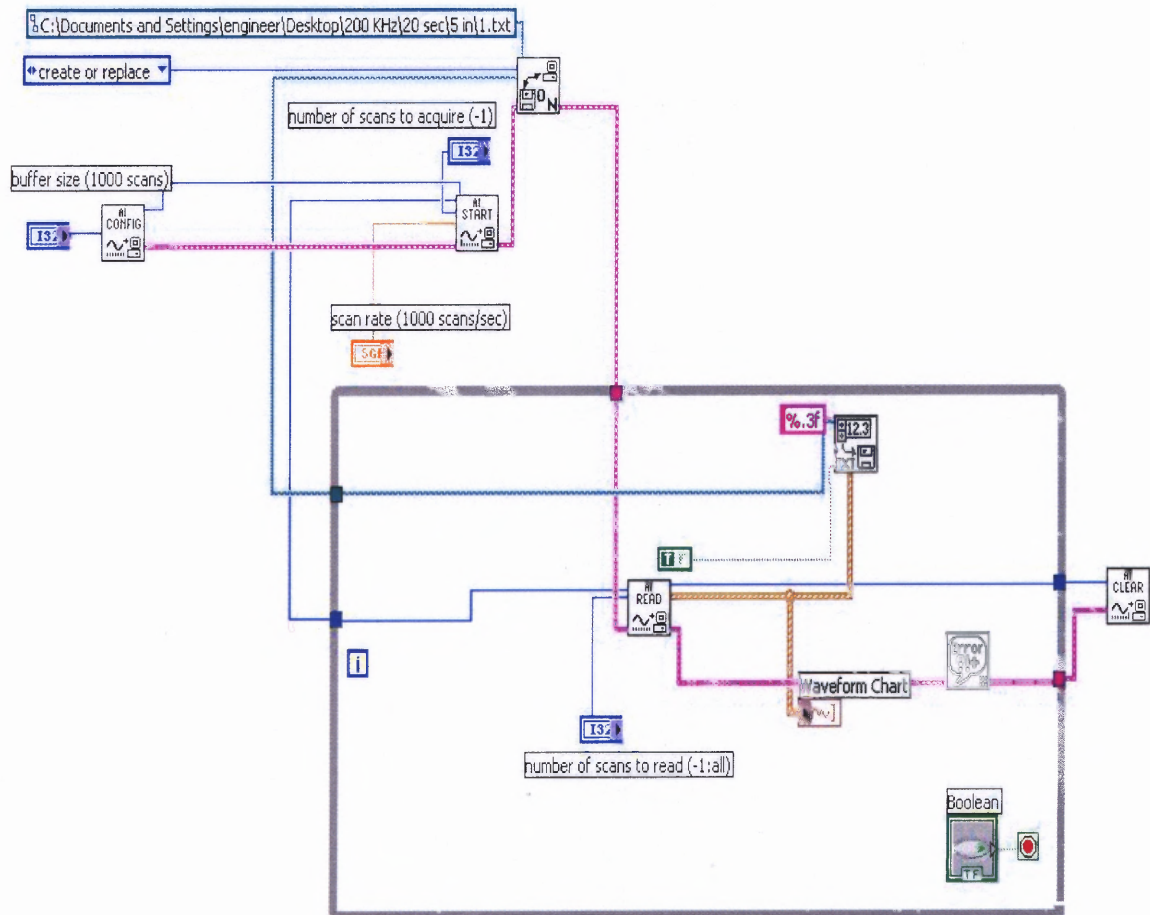 C:\Documents and Settings\engineer\Desktop\200 KHz\20 sec\5 in\1.txt
create or replace
O
N
number of scans to acquire (-1)
I32
buffer size (1000 scans)
AI
CONFIG
I32
AI
START
scan rate (1000 scans/sec)
SGL
%.3f
12.3
TXT
T F
AI
READ
AI
CLEAR
i
Error
Waveform Chart
I32
number of scans to read (-1:all)
Boolean
TF